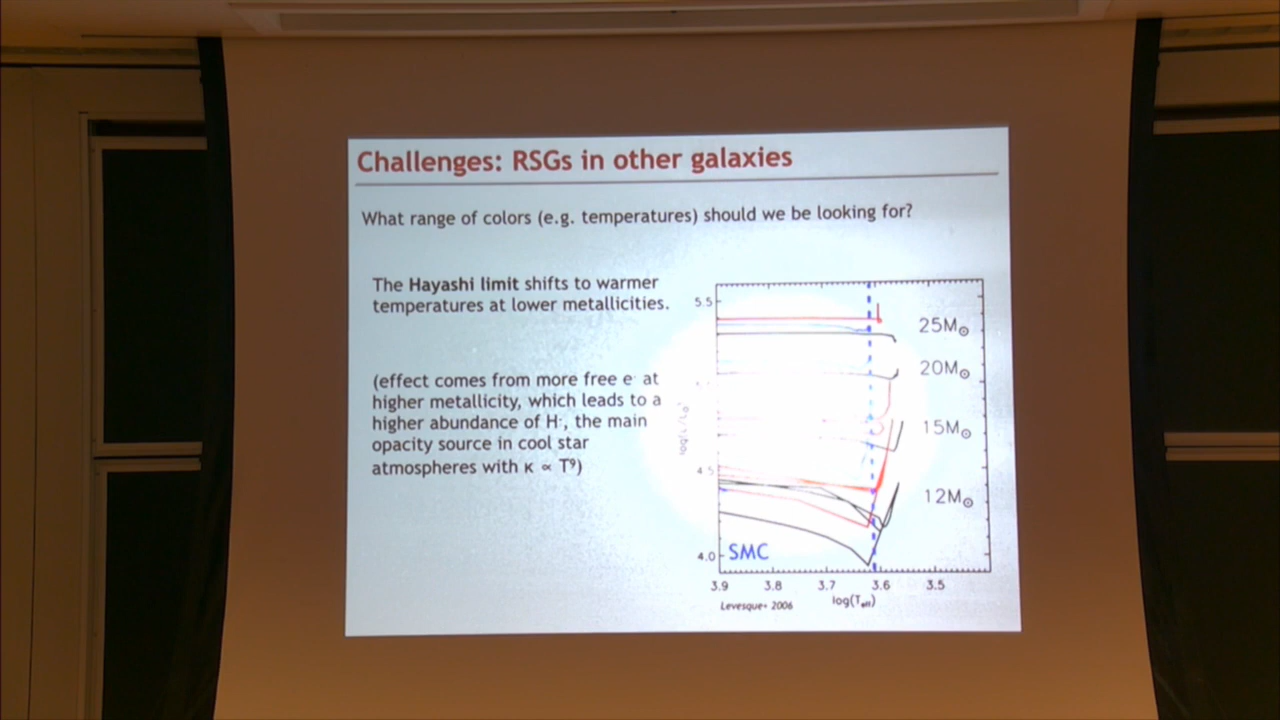 Challenges: RSGs in other galaxies
What range of colors (e.g. temperatures) should we be looking for?
The Hayashi limit shifts to warmer
temperatures at lower metallicities.
(effect comes from more free e⁻ at
higher metallicity, which leads to a
higher abundance of H⁻, the main
opacity source in cool star
atmospheres with κ ∝ T⁹)
5.5
25M⊙
20M⊙
15M⊙
log(L/L⊙)
4.5
12M⊙
4.0
SMC
3.9 3.8 3.7 3.6 3.5
Levesque+ 2006
log(Teff)